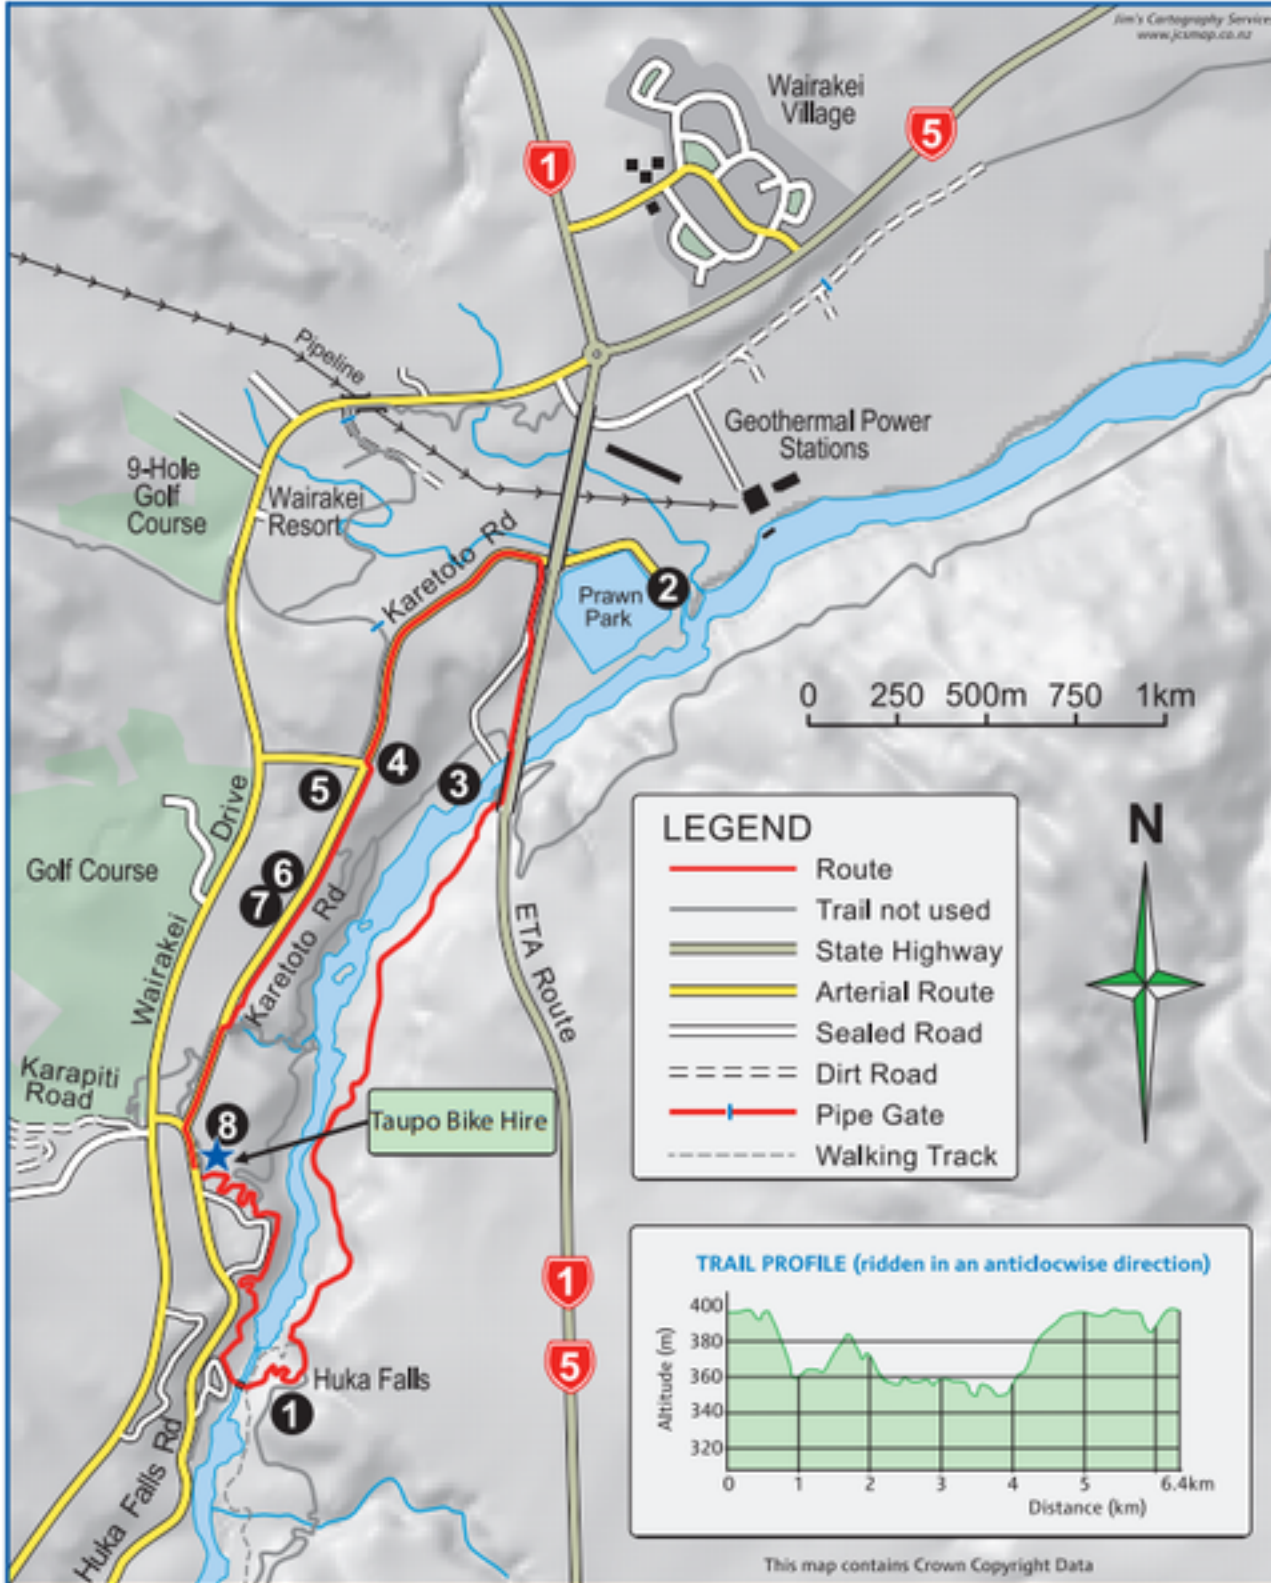 Jim's Cartography Services
www.jcsmap.co.nz
Wairakei
Village
5
1
Pipeline
Geothermal Power
Stations
9-Hole
Golf
Course
Wairakei
Resort
Karetoto Rd
Prawn
Park
2
0 250 500m 750 1km
4
5
3
Drive
Golf Course
6
7
Karetoto Rd
Wairakei
ETA Route
Karapiti
Road
8
Taupo Bike Hire
LEGEND
Route
Trail not used
State Highway
Arterial Route
Sealed Road
Dirt Road
Pipe Gate
Walking Track
N
1
5
Huka Falls
1
Huka Falls Rd
TRAIL PROFILE (ridden in an anticlocwise direction)
Altitude (m)
400
380
360
340
320
0 1 2 3 4 5 6.4km
Distance (km)
This map contains Crown Copyright Data